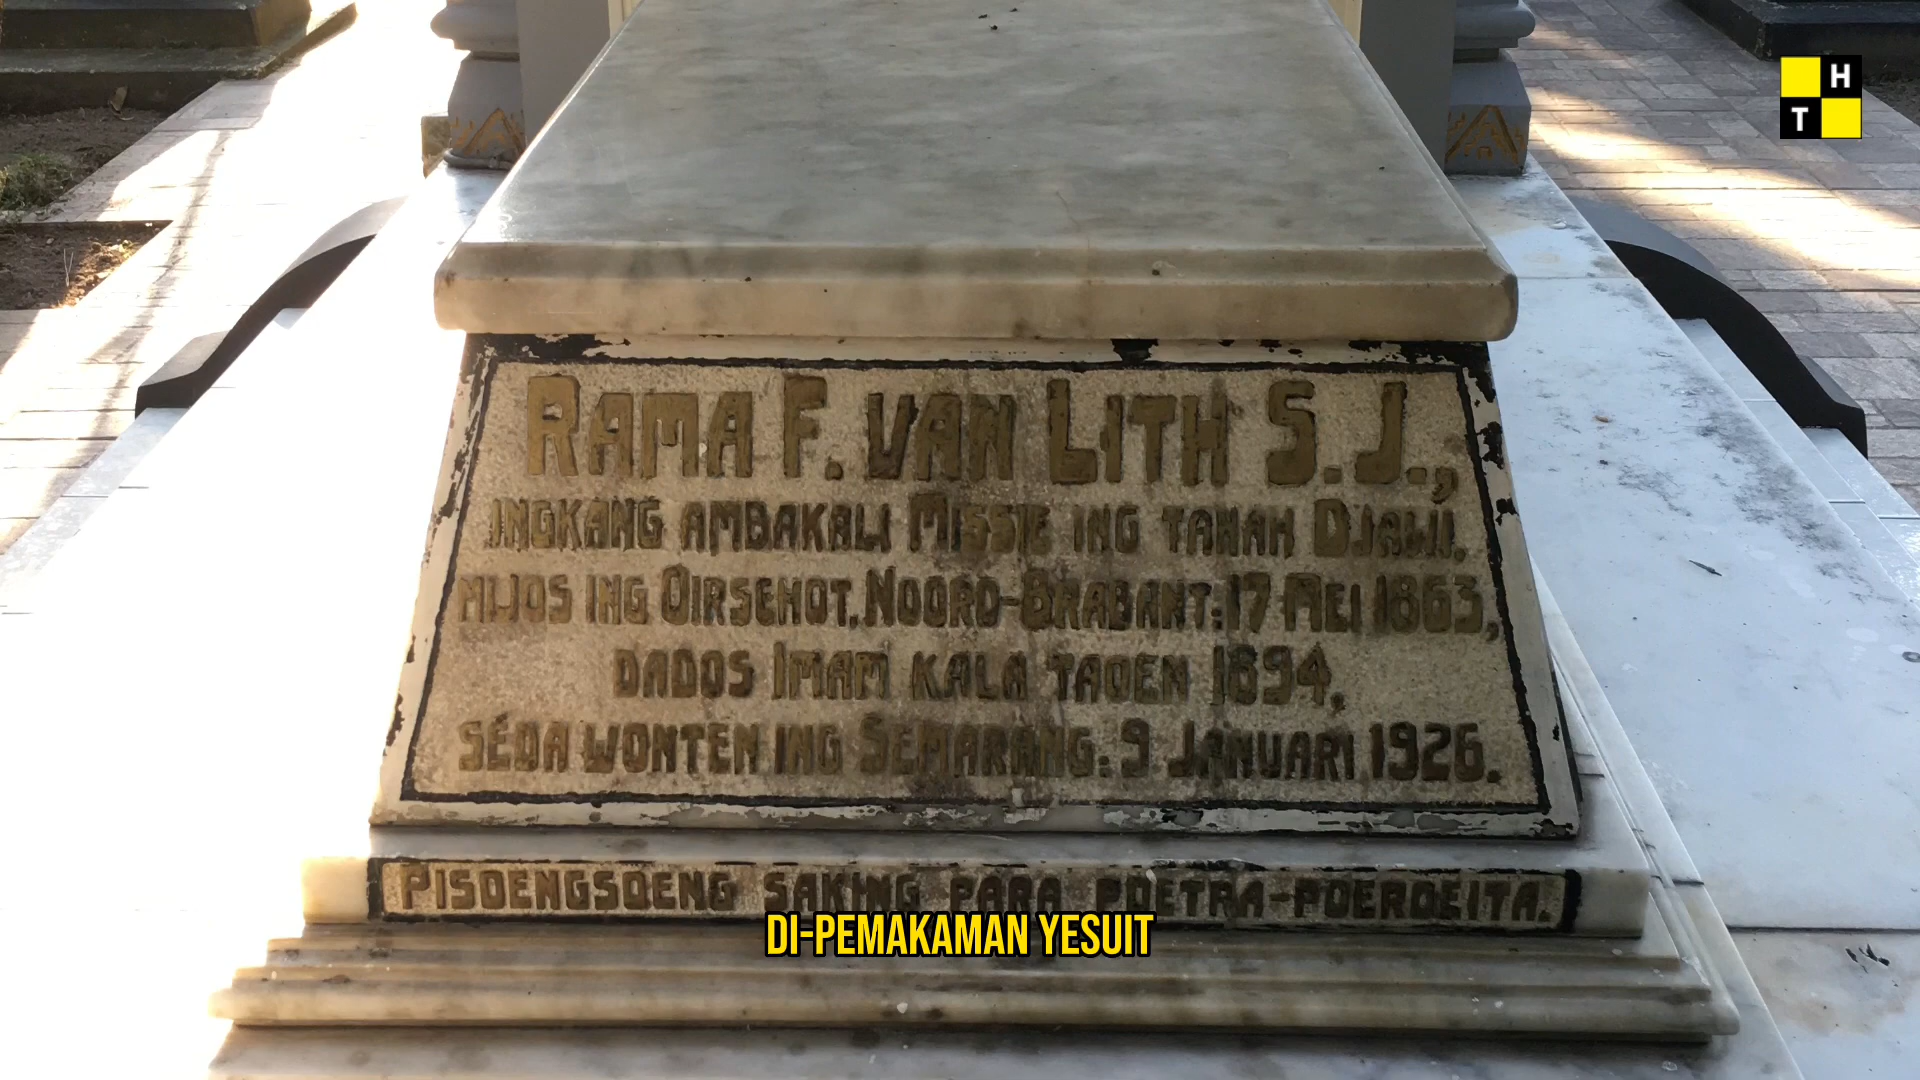 H
T
RAMA F. VAN LITH S.J.,
INGKANG AMBAKALI MISSIE ING TANAH DJAWI.
MIJOS ING OIRSCHOT, NOORD-BRABANT: 17 MEI 1863,
DADOS IMAM KALA TAOEN 1894,
SÉDA WONTEN ING SEMARANG: 9 JANUARI 1926.
PISOENGSOENG SAKING PARA POETRA-POEROEITA.
DI-PEMAKAMAN YESUIT